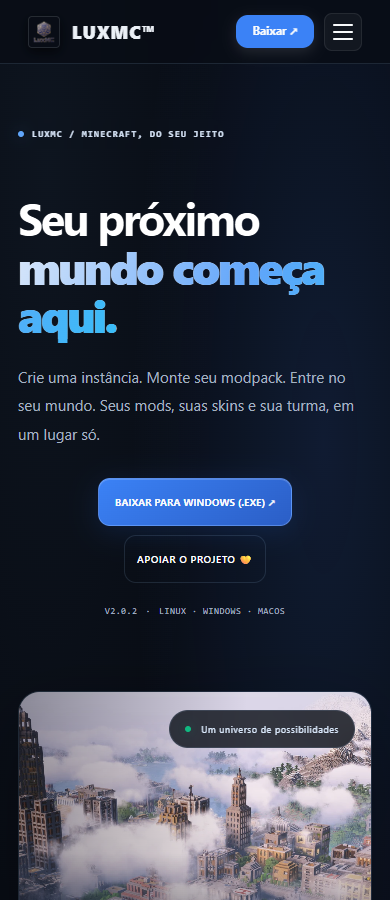 LUXMC™
Baixar ↗
LUXMC / MINECRAFT, DO SEU JEITO
Seu próximo
mundo começa
aqui.
Crie uma instância. Monte seu modpack. Entre no
seu mundo. Seus mods, suas skins e sua turma, em
um lugar só.
BAIXAR PARA WINDOWS (.EXE) ↗
APOIAR O PROJETO 🧡
V2.0.2 · LINUX · WINDOWS · MACOS
Um universo de possibilidades